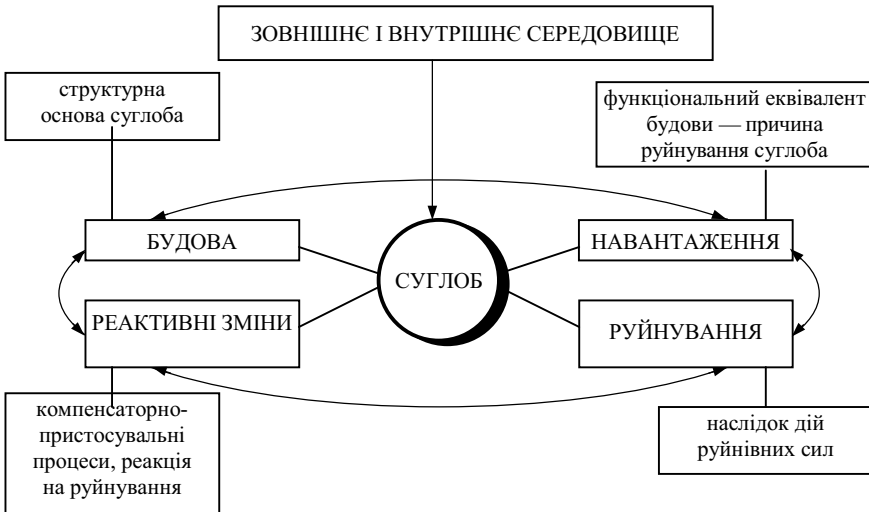 ЗОВНІШНЄ І ВНУТРІШНЄ СЕРЕДОВИЩЕ
структурна
основа суглоба
функціональний еквівалент
будови — причина
руйнування суглоба
БУДОВА
НАВАНТАЖЕННЯ
СУГЛОБ
РЕАКТИВНІ ЗМІНИ
РУЙНУВАННЯ
компенсаторно-
пристосувальні
процеси, реакція
на руйнування
наслідок дій
руйнівних сил